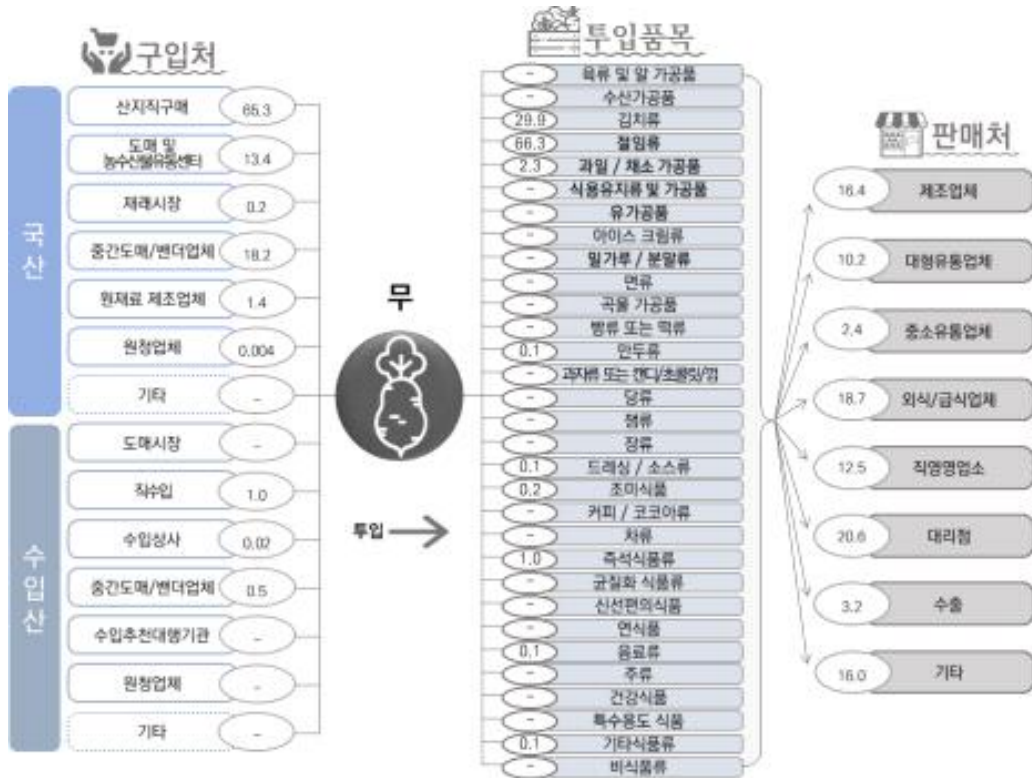 구입처
국산
산지직구매 65.3
도매 및
농수산물유통센터 13.4
재래시장 0.2
중간도매/밴더업체 18.2
원재료 제조업체 1.4
원청업체 0.004
기타 -
수입산
도매시장 -
직수입 1.0
수입상사 0.02
중간도매/밴더업체 0.5
수입추천대행기관 -
원청업체 -
기타 -
무
투입
투입품목
- 육류 및 알 가공품
- 수산가공품
29.9 김치류
66.3 절임류
2.3 과일 / 채소 가공품
- 식용유지류 및 가공품
- 유가공품
- 아이스 크림류
- 밀가루 / 분말류
- 면류
- 곡물 가공품
- 빵류 또는 떡류
0.1 만두류
- 과자류 또는 캔디/초콜릿/껌
- 당류
- 잼류
- 장류
0.1 드레싱 / 소스류
0.2 조미식품
- 커피 / 코코아류
- 차류
1.0 즉석식품류
- 균질화 식품류
- 신선편의식품
- 연식품
0.1 음료류
- 주류
- 건강식품
- 특수용도 식품
0.1 기타식품류
- 비식품류
판매처
16.4 제조업체
10.2 대형유통업체
2.4 중소유통업체
18.7 외식/급식업체
12.5 직영영업소
20.6 대리점
3.2 수출
16.0 기타